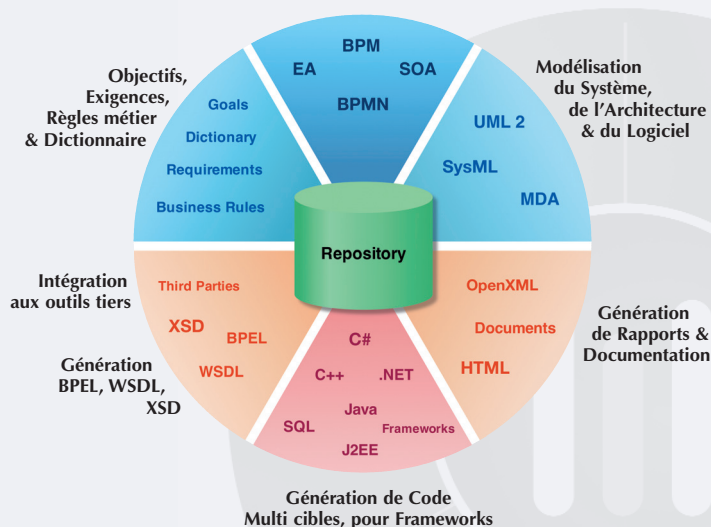 BPM
EA
SOA
BPMN
Objectifs,
Exigences,
Règles métier
& Dictionnaire
Goals
Dictionary
Requirements
Business Rules
Modélisation
du Système,
de l'Architecture
& du Logiciel
UML 2
SysML
MDA
Repository
Intégration
aux outils tiers
Génération
BPEL, WSDL,
XSD
Third Parties
XSD
BPEL
WSDL
C#
C++
.NET
Java
SQL
Frameworks
J2EE
OpenXML
Documents
HTML
Génération
de Rapports &
Documentation
Génération de Code
Multi cibles, pour Frameworks